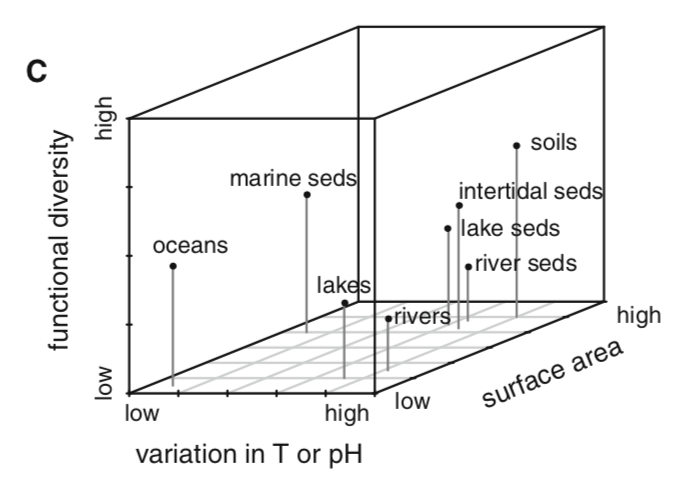 C
high
functional diversity
low
soils
marine seds
intertidal seds
lake seds
oceans
river seds
lakes
rivers
high
surface area
low
low
high
variation in T or pH